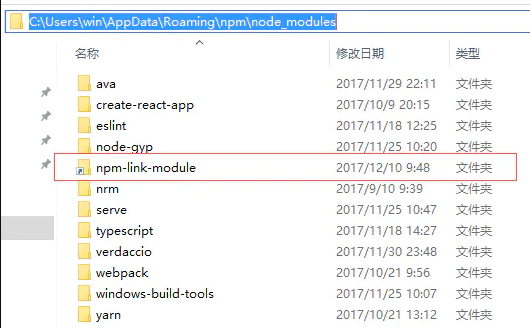 C:\Users\win\AppData\Roaming\npm\node_modules
名称 修改日期 类型
ava 2017/11/29 22:11 文件夹
create-react-app 2017/10/9 20:15 文件夹
eslint 2017/11/18 12:25 文件夹
node-gyp 2017/11/25 10:20 文件夹
npm-link-module 2017/12/10 9:48 文件夹
nrm 2017/9/10 9:39 文件夹
serve 2017/11/25 10:47 文件夹
typescript 2017/11/18 14:27 文件夹
verdaccio 2017/11/30 23:48 文件夹
webpack 2017/10/21 9:56 文件夹
windows-build-tools 2017/11/25 10:07 文件夹
yarn 2017/10/21 13:12 文件夹